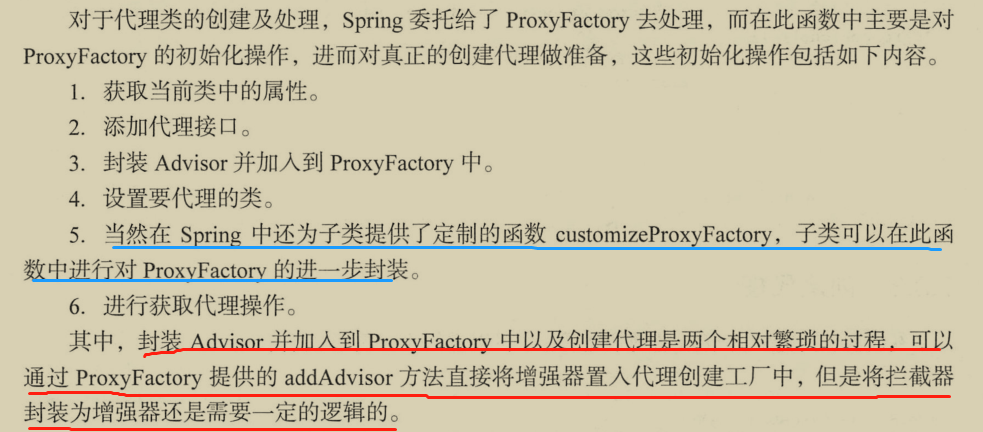 对于代理类的创建及处理，Spring 委托给了 ProxyFactory 去处理，而在此函数中主要是对
ProxyFactory 的初始化操作，进而对真正的创建代理做准备，这些初始化操作包括如下内容。
1. 获取当前类中的属性。
2. 添加代理接口。
3. 封装 Advisor 并加入到 ProxyFactory 中。
4. 设置要代理的类。
5. 当然在 Spring 中还为子类提供了定制的函数 customizeProxyFactory，子类可以在此函
数中进行对 ProxyFactory 的进一步封装。
6. 进行获取代理操作。
其中，封装 Advisor 并加入到 ProxyFactory 中以及创建代理是两个相对繁琐的过程，可以
通过 ProxyFactory 提供的 addAdvisor 方法直接将增强器置入代理创建工厂中，但是将拦截器
封装为增强器还是需要一定的逻辑的。